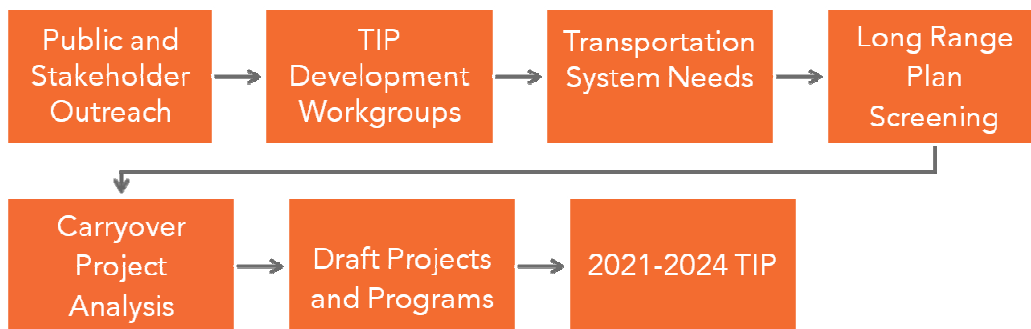 Public and
Stakeholder
Outreach
TIP
Development
Workgroups
Transportation
System Needs
Long Range
Plan
Screening
Carryover
Project
Analysis
Draft Projects
and Programs
2021-2024 TIP